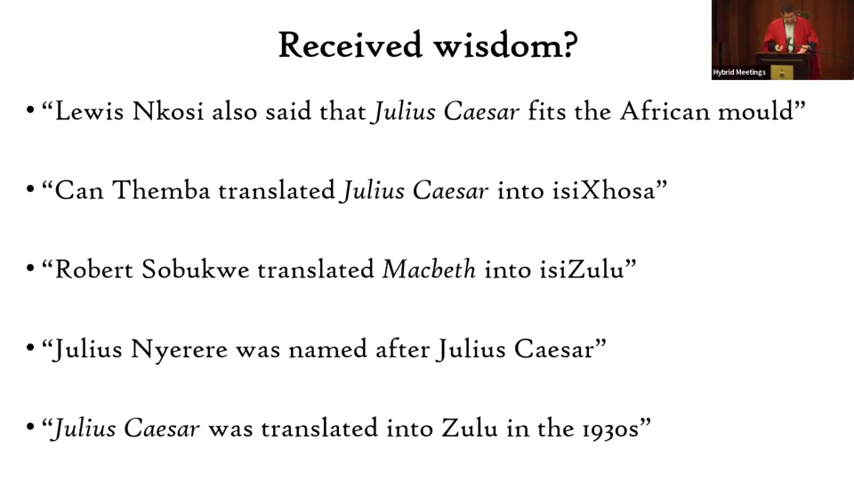 Received wisdom?
Hybrid Meetings
• “Lewis Nkosi also said that Julius Caesar fits the African mould”
• “Can Themba translated Julius Caesar into isiXhosa”
• “Robert Sobukwe translated Macbeth into isiZulu”
• “Julius Nyerere was named after Julius Caesar”
• “Julius Caesar was translated into Zulu in the 1930s”